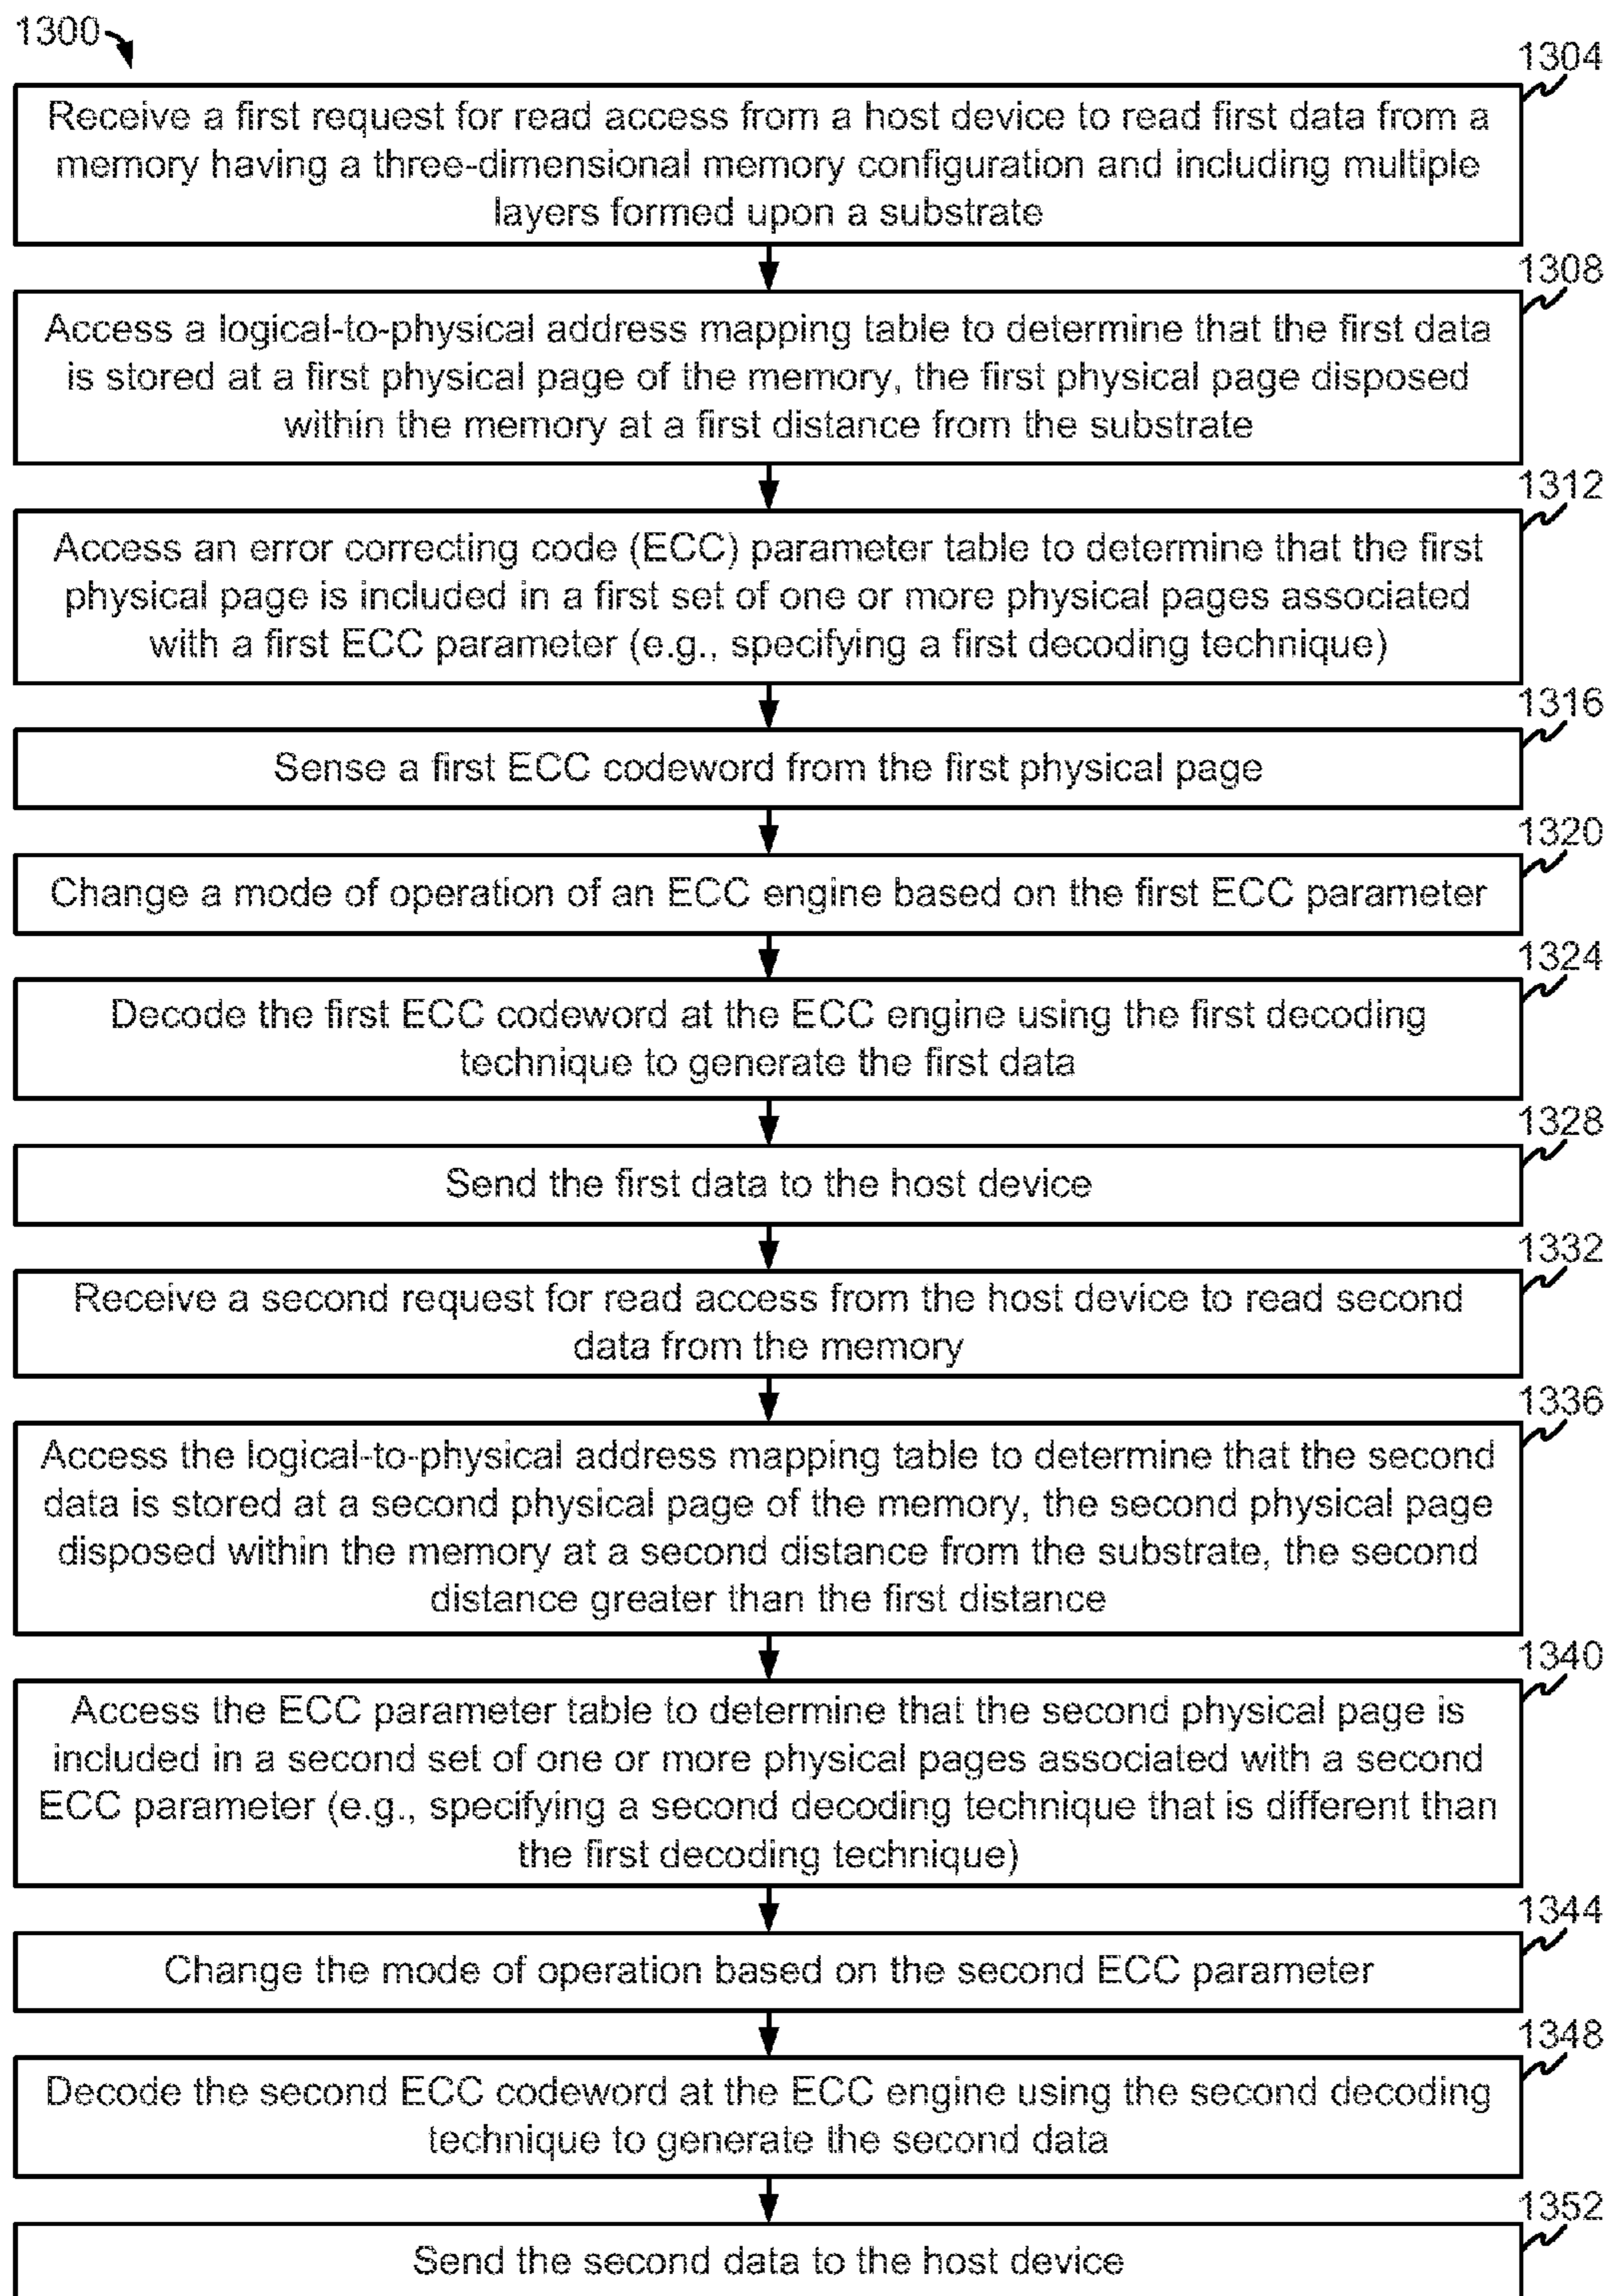 1300
1304
Receive a first request for read access from a host device to read first data from a
memory having a three-dimensional memory configuration and including multiple
layers formed upon a substrate
1308
Access a logical-to-physical address mapping table to determine that the first data
is stored at a first physical page of the memory, the first physical page disposed
within the memory at a first distance from the substrate
1312
Access an error correcting code (ECC) parameter table to determine that the first
physical page is included in a first set of one or more physical pages associated
with a first ECC parameter (e.g., specifying a first decoding technique)
1316
Sense a first ECC codeword from the first physical page
1320
Change a mode of operation of an ECC engine based on the first ECC parameter
1324
Decode the first ECC codeword at the ECC engine using the first decoding
technique to generate the first data
1328
Send the first data to the host device
1332
Receive a second request for read access from the host device to read second
data from the memory
1336
Access the logical-to-physical address mapping table to determine that the second
data is stored at a second physical page of the memory, the second physical page
disposed within the memory at a second distance from the substrate, the second
distance greater than the first distance
1340
Access the ECC parameter table to determine that the second physical page is
included in a second set of one or more physical pages associated with a second
ECC parameter (e.g., specifying a second decoding technique that is different than
the first decoding technique)
1344
Change the mode of operation based on the second ECC parameter
1348
Decode the second ECC codeword at the ECC engine using the second decoding
technique to generate the second data
1352
Send the second data to the host device